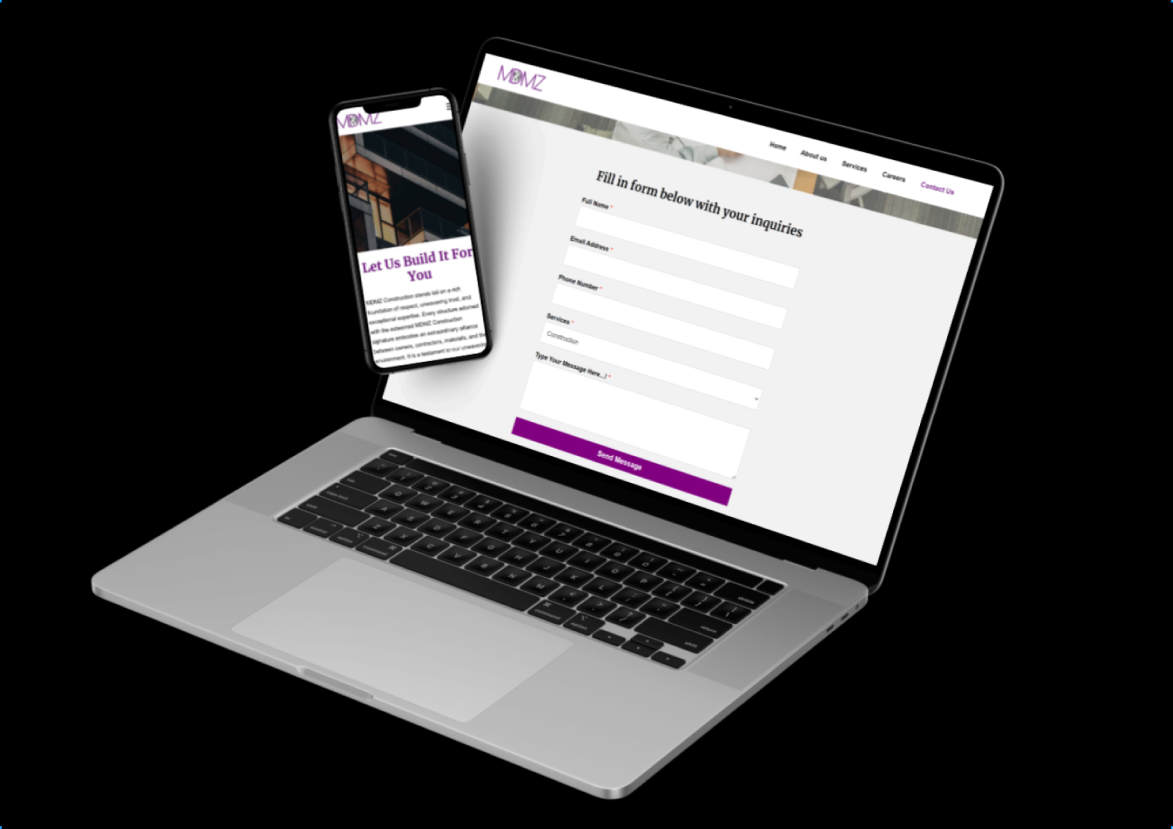 MDMZ
Let Us Build It For
You
MDMZ Construction stands tall on a rich
foundation of respect, unwavering trust, and
exceptional expertise. Every structure adorned
with the esteemed MDMZ Construction
signature embodies an extraordinary alliance
between owners, contractors, materials, and the
environment. It is a testament to our unwavering
MDMZ
Home
About us
Services
Careers
Contact Us
Fill in form below with your inquiries
Full Name *
Email Address *
Phone Number *
Services *
Construction
Type Your Message Here...! *
Send Message